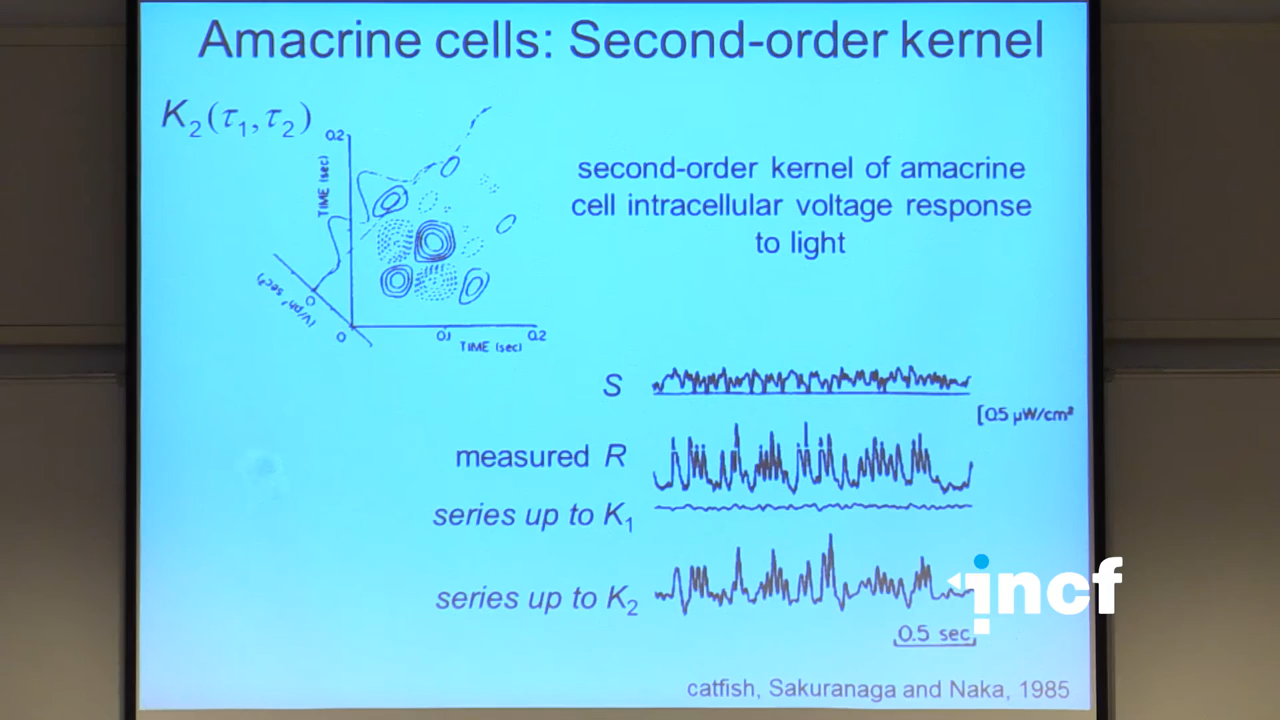 Amacrine cells: Second-order kernel
K₂(τ₁,τ₂)
0.2
TIME (sec)
(V/ph² sec²)
0
0
0.1
0.2
TIME (sec)
second-order kernel of amacrine
cell intracellular voltage response
to light
S
[0.5 µW/cm²
measured R
series up to K₁
series up to K₂
incf
0.5 sec
catfish, Sakuranaga and Naka, 1985